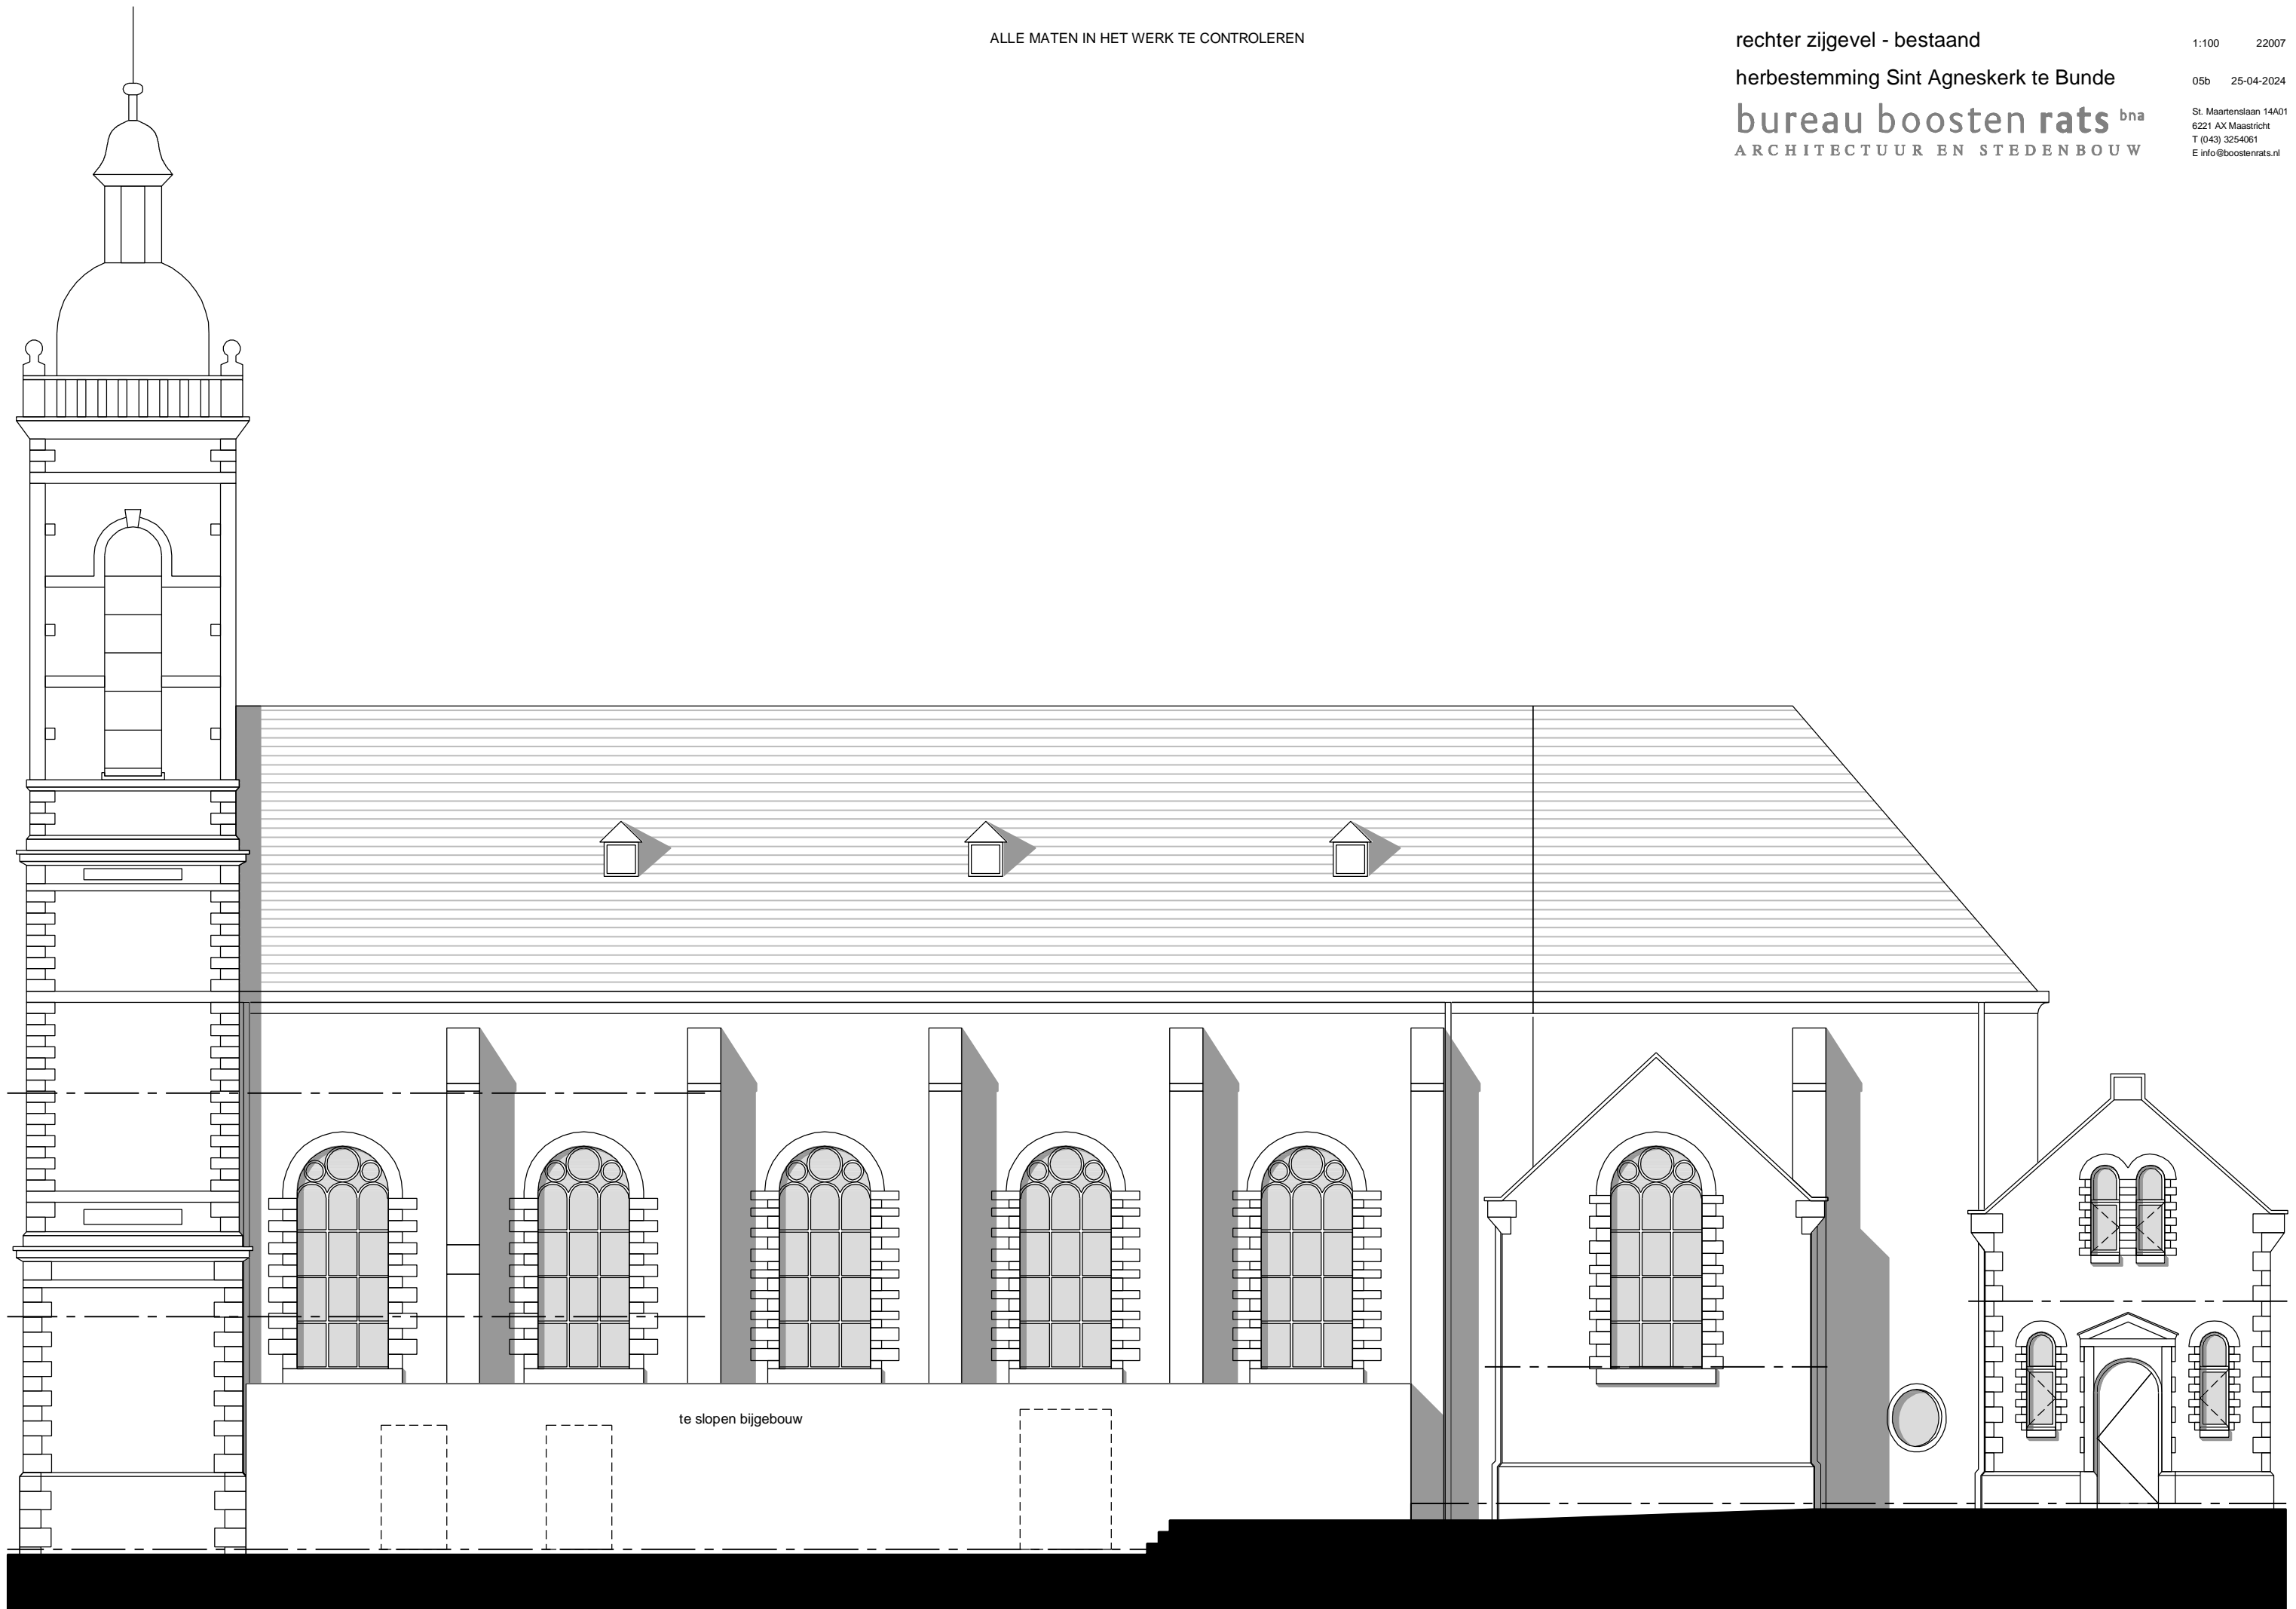 ALLE MATEN IN HET WERK TE CONTROLEREN
rechter zijgevel - bestaand
1:100 22007
herbestemming Sint Agneskerk te Bunde
05b 25-04-2024
bureau boosten rats bna
ARCHITECTUUR EN STEDENBOUW
St. Maartenslaan 14A01
6221 AX Maastricht
T (043) 3254061
E info@boostenrats.nl
te slopen bijgebouw